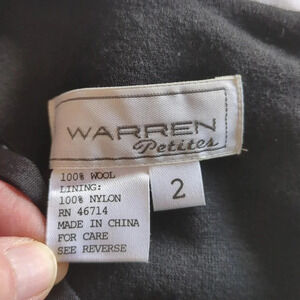 WARREN
Petites
2
100% WOOL
LINING:
100% NYLON
RN 46714
MADE IN CHINA
FOR CARE
SEE REVERSE